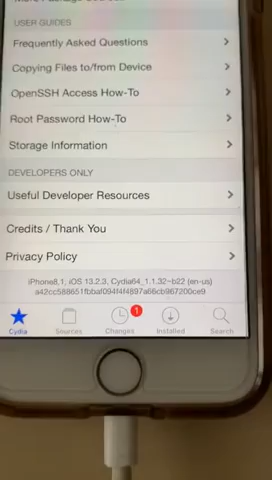 USER GUIDES
Frequently Asked Questions
Copying Files to/from Device
OpenSSH Access How-To
Root Password How-To
Storage Information
DEVELOPERS ONLY
Useful Developer Resources
Credits / Thank You
Privacy Policy
iPhone8,1, iOS 13.2.3, Cydia64_1.1.32~b22 (en-us)
1
Cydia
Sources
Changes
Installed
Search